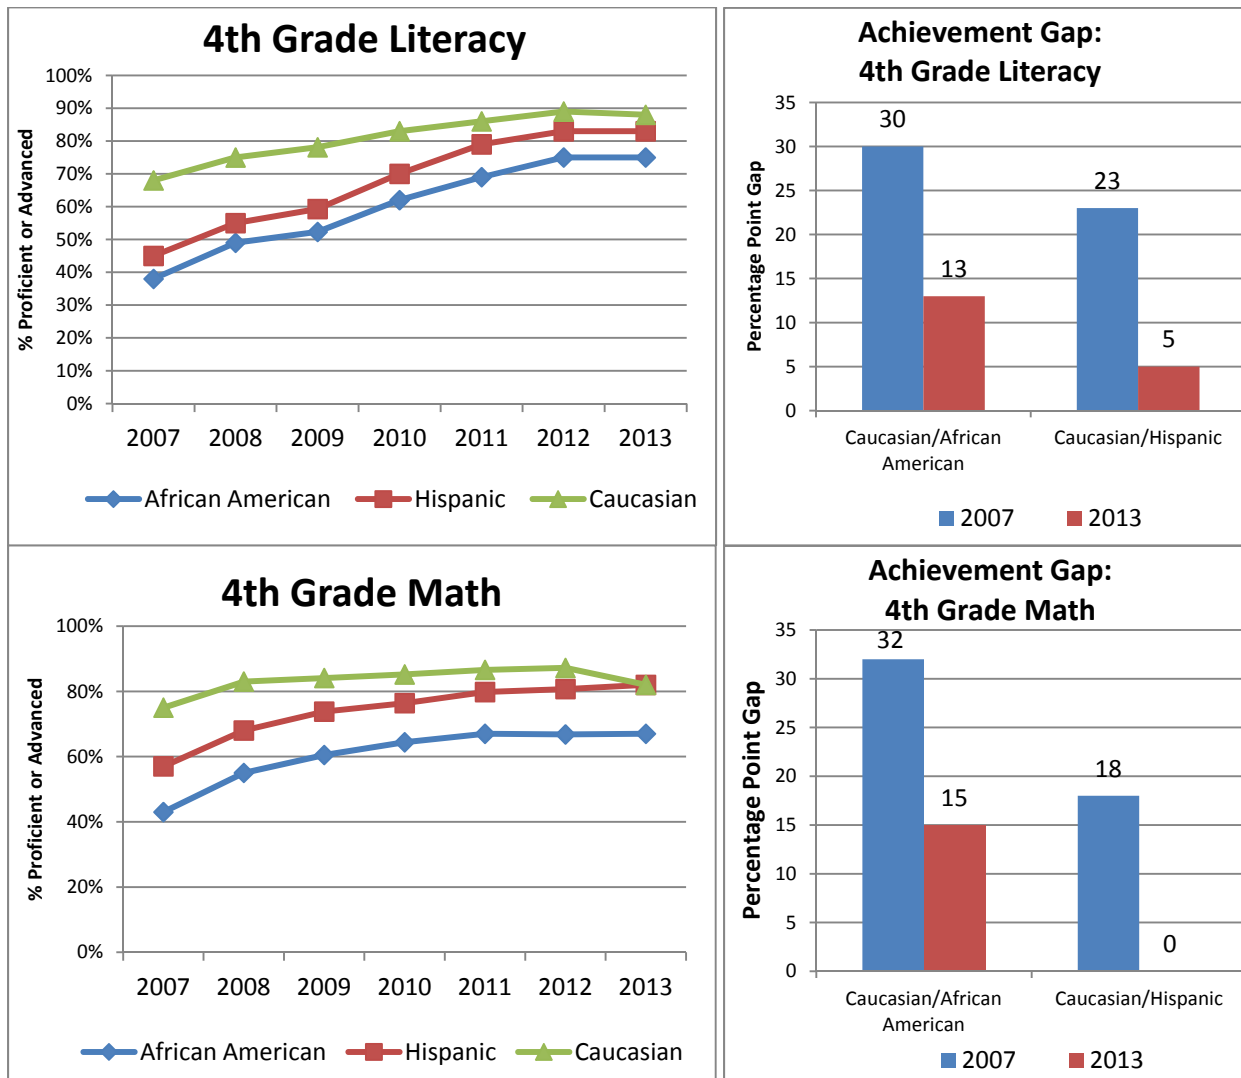 4th Grade Literacy
% Proficient or Advanced
100%
90%
80%
70%
60%
50%
40%
30%
20%
10%
0%
2007 2008 2009 2010 2011 2012 2013
African American Hispanic Caucasian
Achievement Gap:
4th Grade Literacy
Percentage Point Gap
35
30
25
20
15
10
5
0
30
13
23
5
Caucasian/African
American
Caucasian/Hispanic
2007 2013
4th Grade Math
% Proficient or Advanced
100%
80%
60%
40%
20%
0%
2007 2008 2009 2010 2011 2012 2013
African American Hispanic Caucasian
Achievement Gap:
4th Grade Math
Percentage Point Gap
35
30
25
20
15
10
5
0
32
15
18
0
Caucasian/African
American
Caucasian/Hispanic
2007 2013